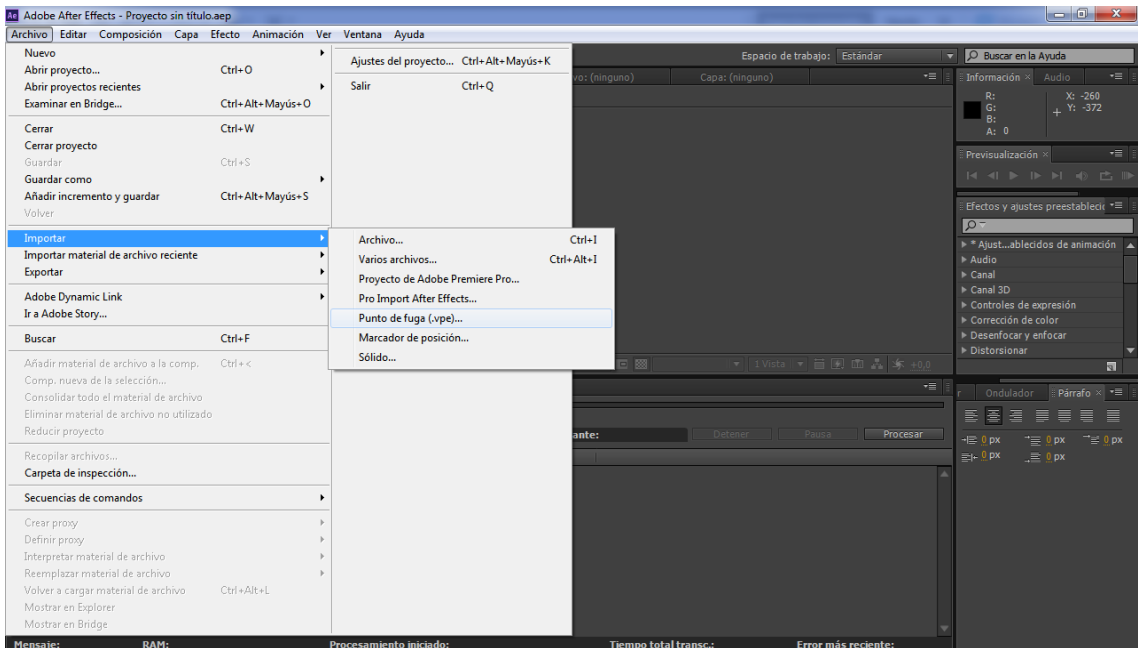 Ae Adobe After Effects - Proyecto sin título.aep
Archivo Editar Composición Capa Efecto Animación Ver Ventana Ayuda
Nuevo
Abrir proyecto... Ctrl+O
Abrir proyectos recientes
Examinar en Bridge... Ctrl+Alt+Mayús+O
Cerrar Ctrl+W
Cerrar proyecto
Guardar Ctrl+S
Guardar como
Añadir incremento y guardar Ctrl+Alt+Mayús+S
Volver
Importar
Importar material de archivo reciente
Exportar
Adobe Dynamic Link
Ir a Adobe Story...
Buscar Ctrl+F
Añadir material de archivo a la comp. Ctrl+<
Comp. nueva de la selección...
Consolidar todo el material de archivo
Eliminar material de archivo no utilizado
Reducir proyecto
Recopilar archivos...
Carpeta de inspección...
Secuencias de comandos
Crear proxy
Definir proxy
Interpretar material de archivo
Reemplazar material de archivo
Volver a cargar material de archivo Ctrl+Alt+L
Mostrar en Explorer
Mostrar en Bridge
Ajustes del proyecto... Ctrl+Alt+Mayús+K
Salir Ctrl+Q
Archivo... Ctrl+I
Varios archivos... Ctrl+Alt+I
Proyecto de Adobe Premiere Pro...
Pro Import After Effects...
Punto de fuga (.vpe)...
Marcador de posición...
Sólido...
Espacio de trabajo: Estándar
Buscar en la Ayuda
vo: (ninguno) Capa: (ninguno)
1 Vista +0,0
ante: Detener Pausa Procesar
Información Audio
R: X: -260
G: Y: -372
B:
A: 0
Previsualización
Efectos y ajustes preestablecic
* Ajust...ablecidos de animación
Audio
Canal
Canal 3D
Controles de expresión
Corrección de color
Desenfocar y enfocar
Distorsionar
r Ondulador Párrafo
0 px 0 px 0 px
0 px 0 px
Mensaje: RAM: Procesamiento iniciado: Tiempo total transc.: Error más reciente: